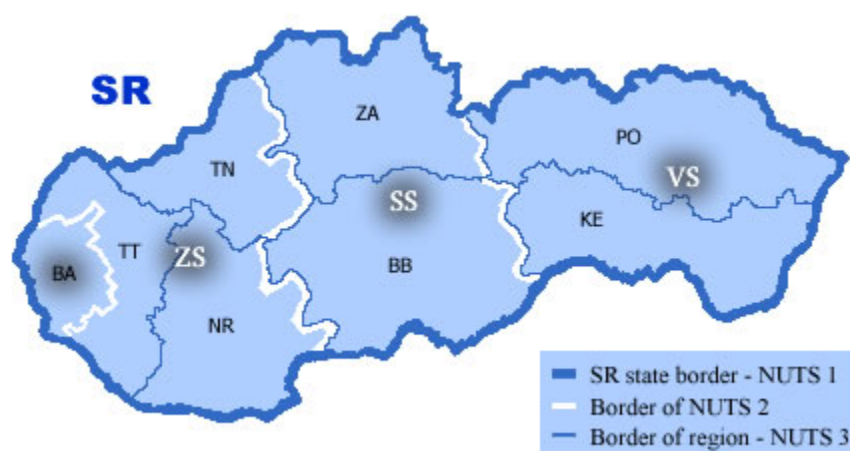 SR
ZA
PO
TN
VS
SS
KE
TT
ZS
BB
BA
NR
SR state border - NUTS 1
Border of NUTS 2
Border of region - NUTS 3